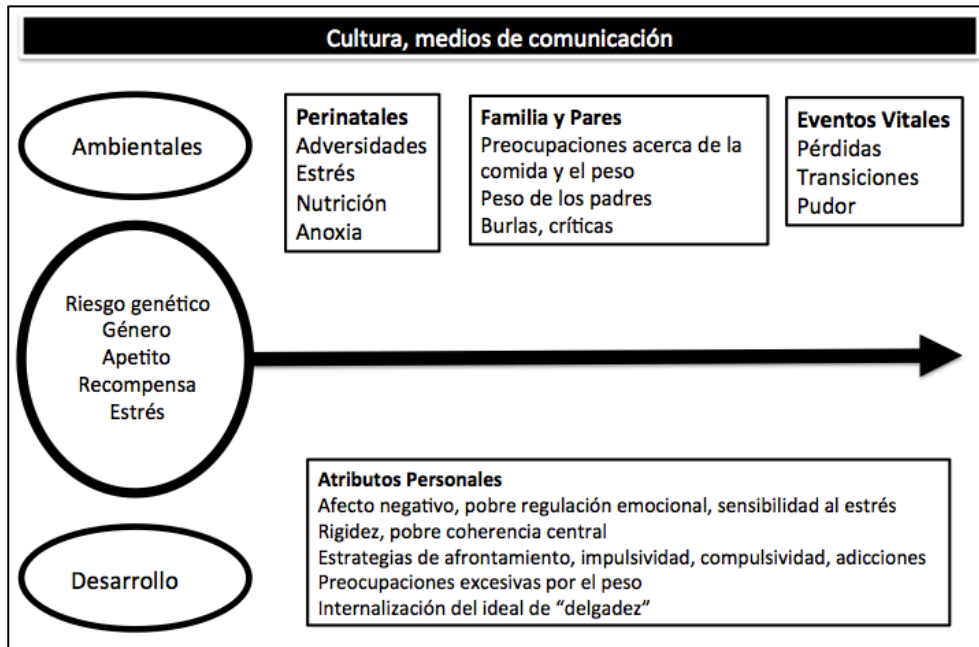 Cultura, medios de comunicación
Ambientales
Perinatales
Adversidades
Estrés
Nutrición
Anoxia
Familia y Pares
Preocupaciones acerca de la
comida y el peso
Peso de los padres
Burlas, críticas
Eventos Vitales
Pérdidas
Transiciones
Pudor
Riesgo genético
Género
Apetito
Recompensa
Estrés
Desarrollo
Atributos Personales
Afecto negativo, pobre regulación emocional, sensibilidad al estrés
Rigidez, pobre coherencia central
Estrategias de afrontamiento, impulsividad, compulsividad, adicciones
Preocupaciones excesivas por el peso
Internalización del ideal de “delgadez”